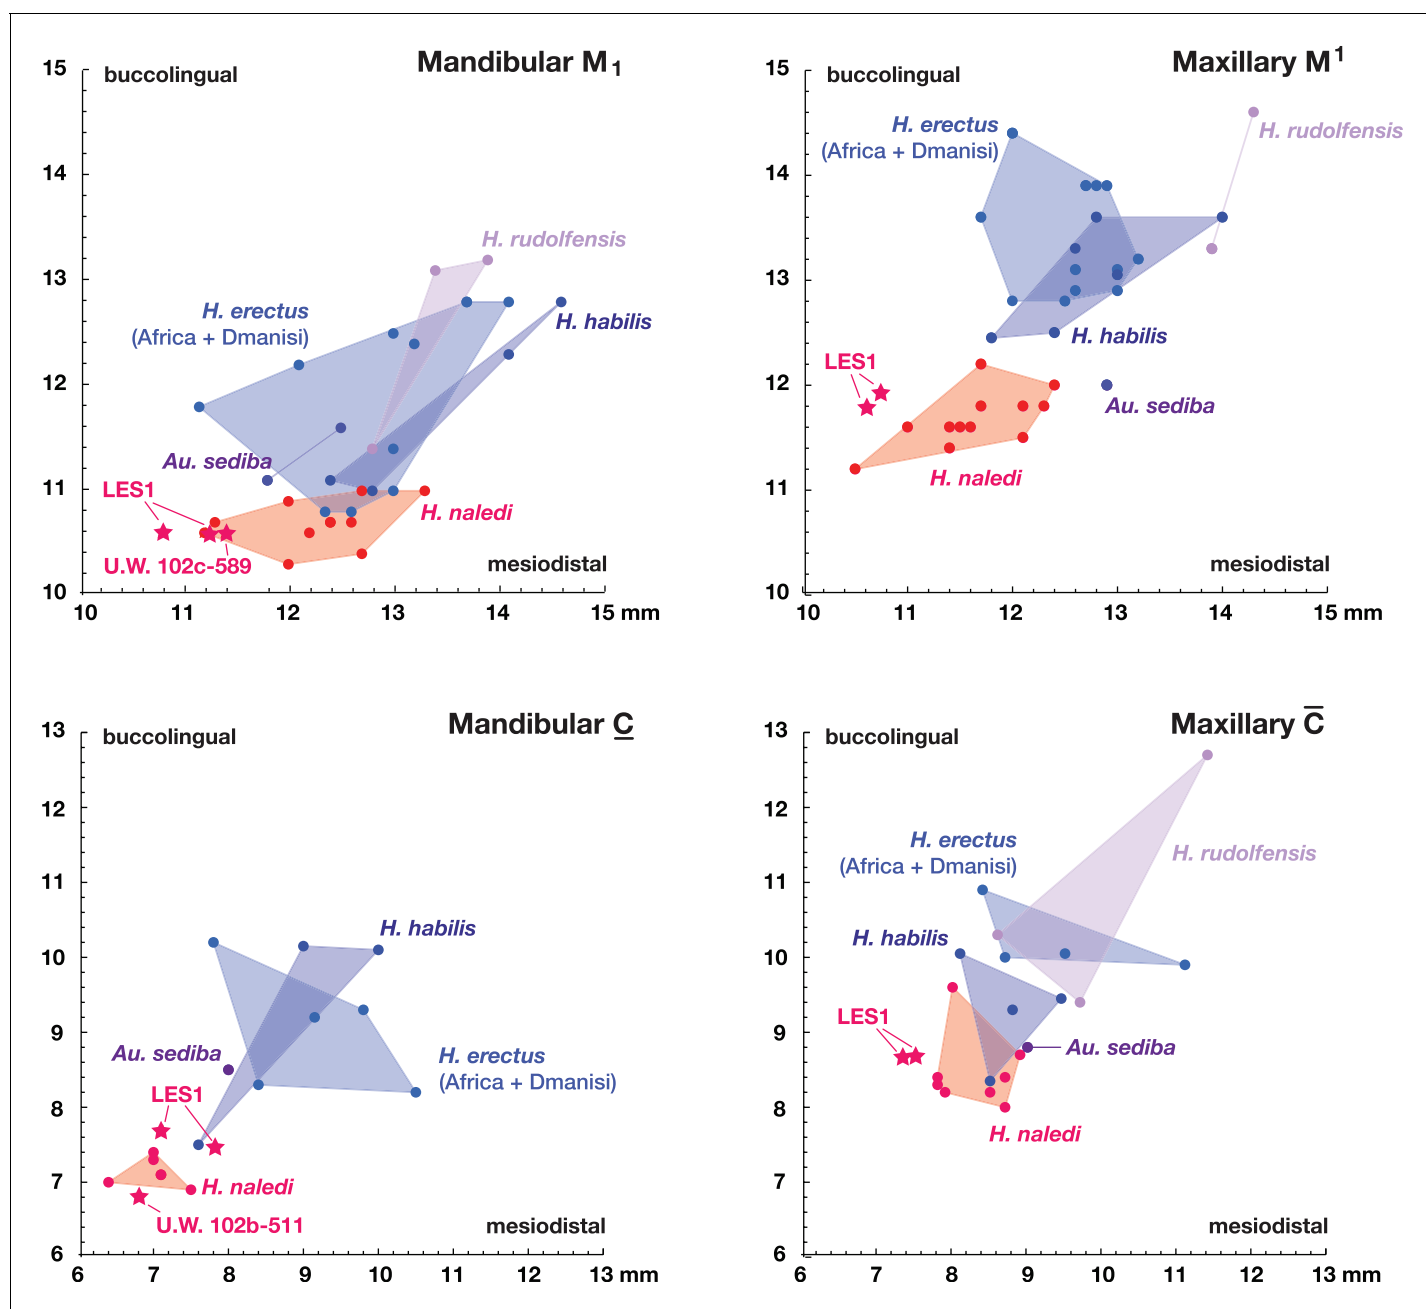 Mandibular M1
buccolingual
15
14
13
12
11
10
H. rudolfensis
H. erectus
(Africa + Dmanisi)
H. habilis
Au. sediba
LES1
H. naledi
U.W. 102c-589
mesiodistal
10 11 12 13 14 15 mm
Maxillary M1
buccolingual
15
14
13
12
11
10
H. erectus
(Africa + Dmanisi)
H. rudolfensis
H. habilis
LES1
Au. sediba
H. naledi
mesiodistal
10 11 12 13 14 15 mm
Mandibular C
buccolingual
13
12
11
10
9
8
7
6
H. habilis
Au. sediba
H. erectus
(Africa + Dmanisi)
LES1
H. naledi
U.W. 102b-511
mesiodistal
6 7 8 9 10 11 12 13 mm
Maxillary C
buccolingual
13
12
11
10
9
8
7
6
H. erectus
(Africa + Dmanisi)
H. rudolfensis
H. habilis
LES1
Au. sediba
H. naledi
mesiodistal
6 7 8 9 10 11 12 13 mm